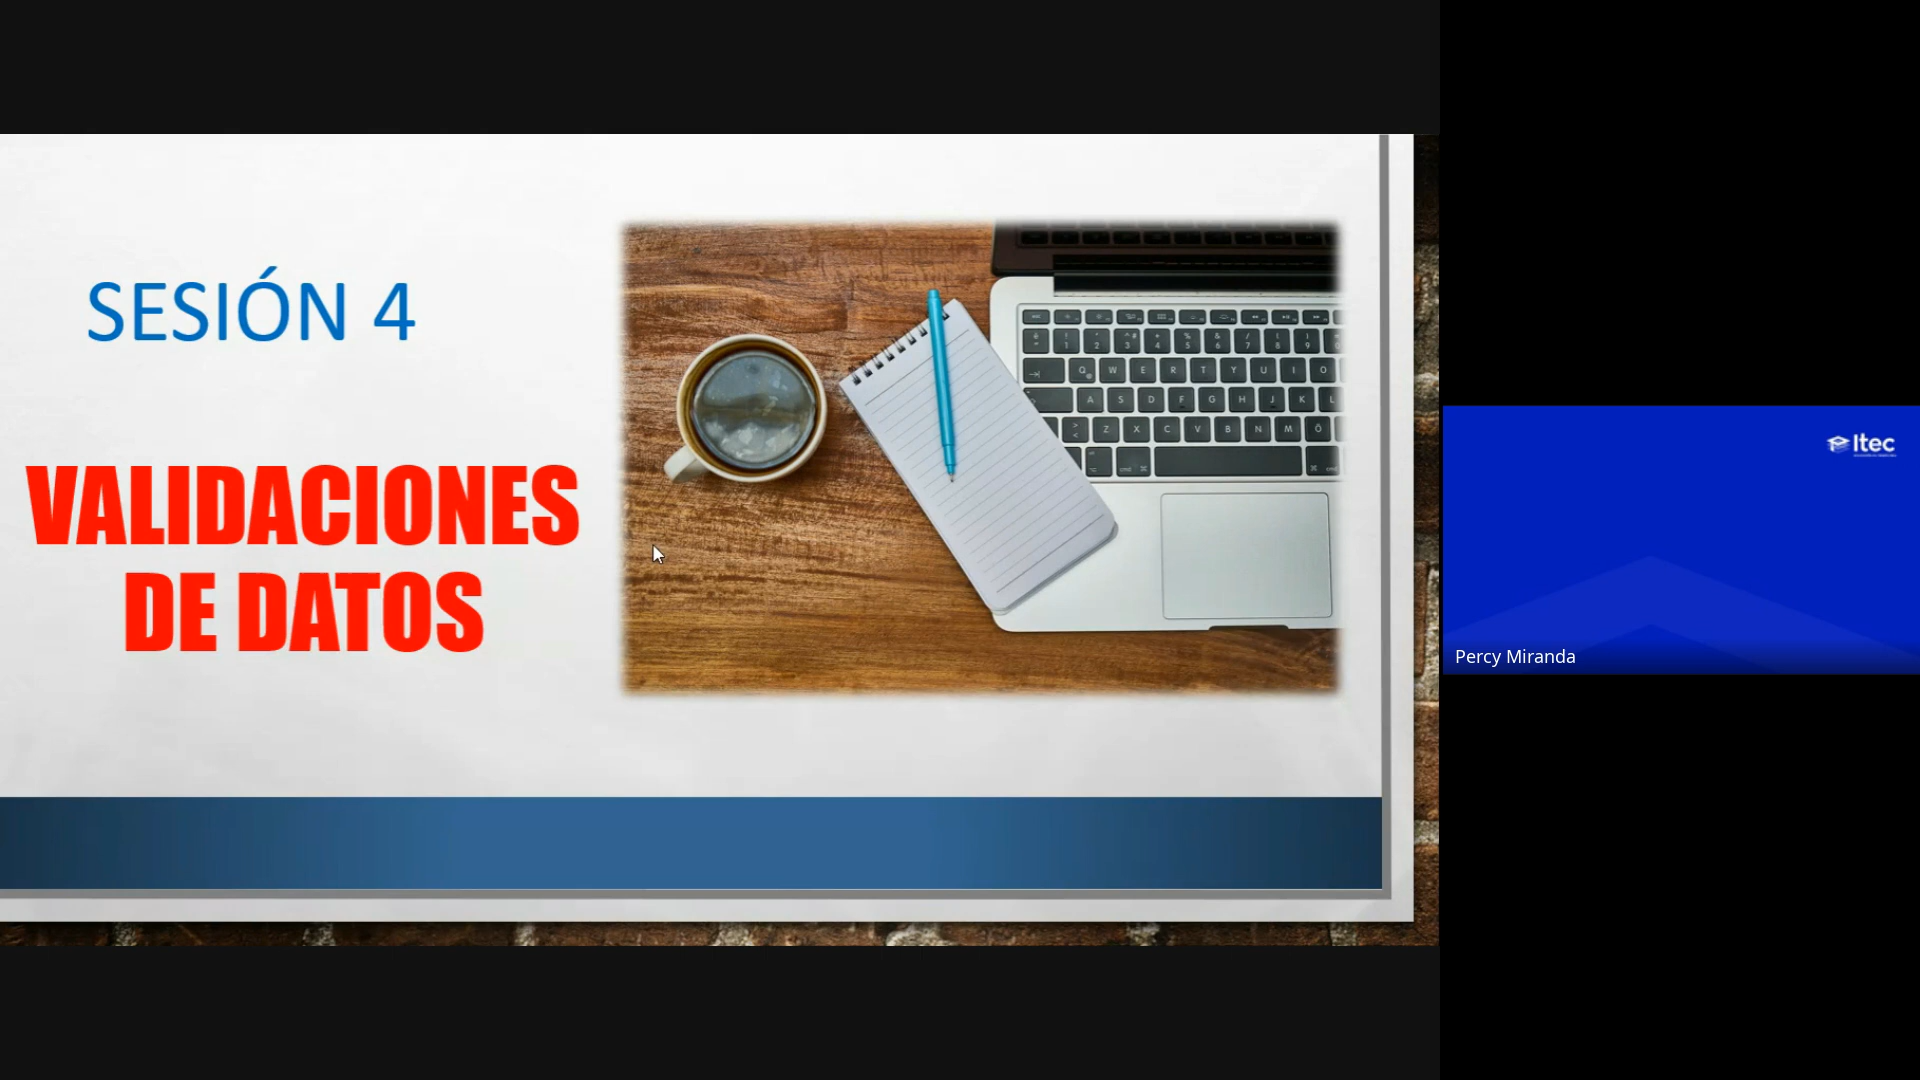 SESIÓN 4
VALIDACIONES
DE DATOS
Itec
Percy Miranda